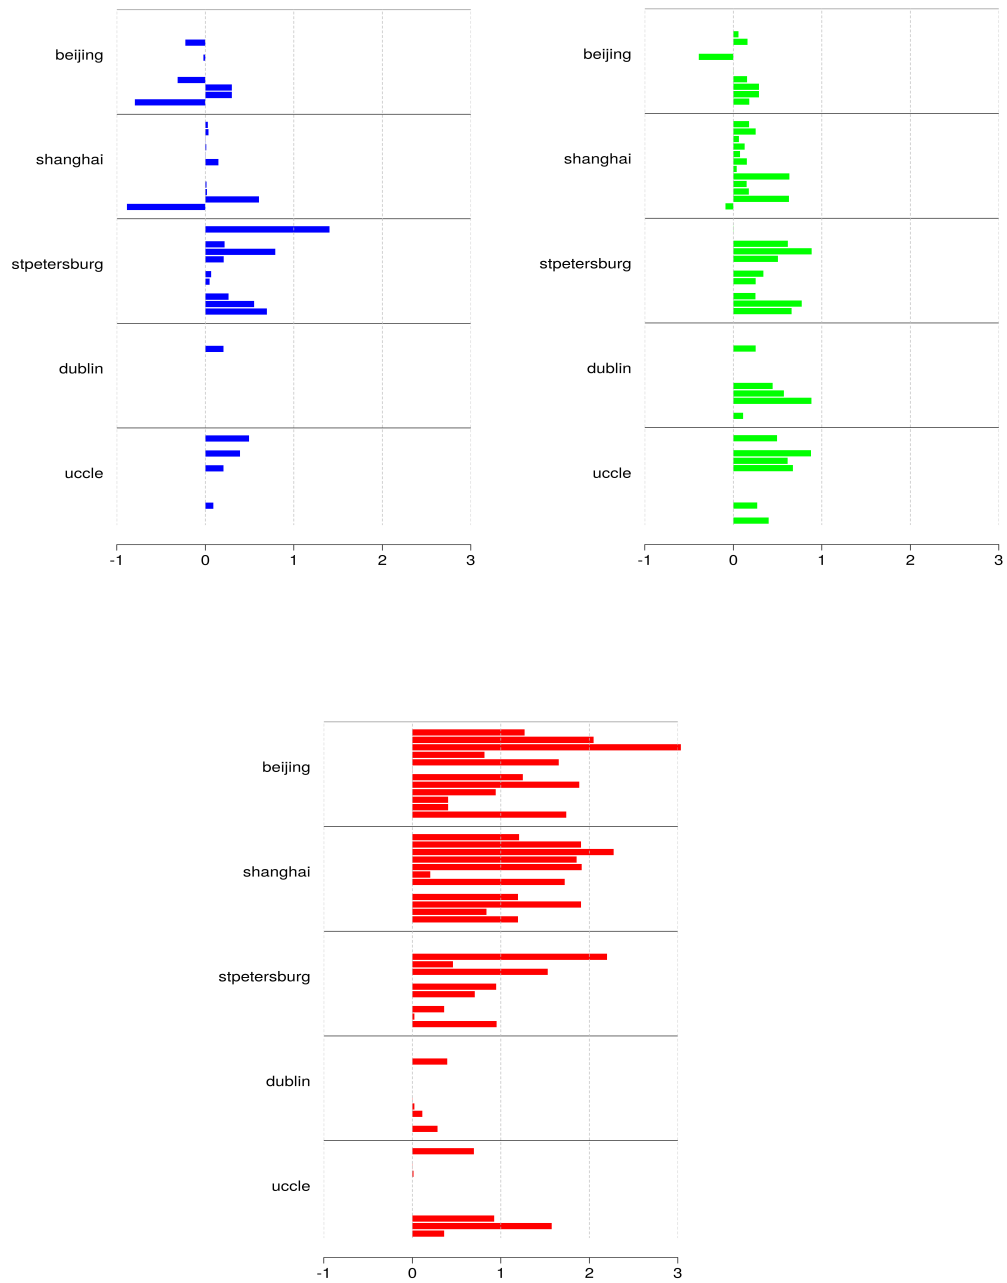 beijing
shanghai
stpetersburg
dublin
uccle
-1 0 1 2 3
beijing
shanghai
stpetersburg
dublin
uccle
-1 0 1 2 3
beijing
shanghai
stpetersburg
dublin
uccle
-1 0 1 2 3